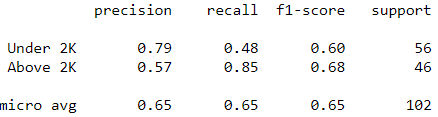 precision recall f1-score support
Under 2K 0.79 0.48 0.60 56
Above 2K 0.57 0.85 0.68 46
micro avg 0.65 0.65 0.65 102